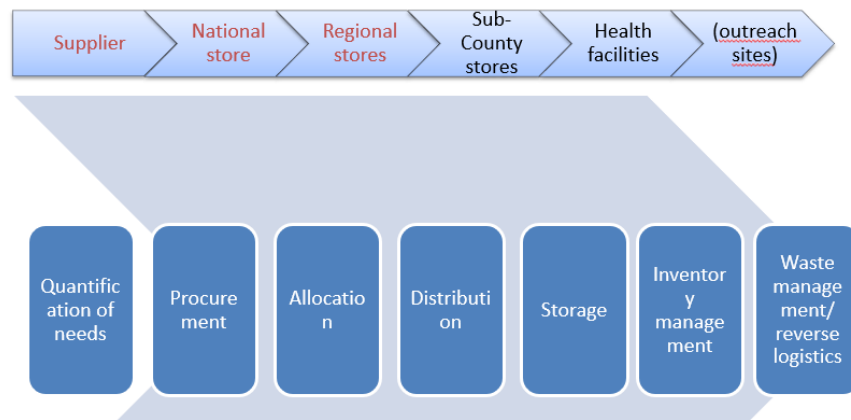 Supplier
National
store
Regional
stores
Sub-
County
stores
Health
facilities
(outreach
sites)
Quantific
ation of
needs
Procure
ment
Allocatio
n
Distributi
on
Storage
Inventor
y
manage
ment
Waste
manage
ment/
reverse
logistics